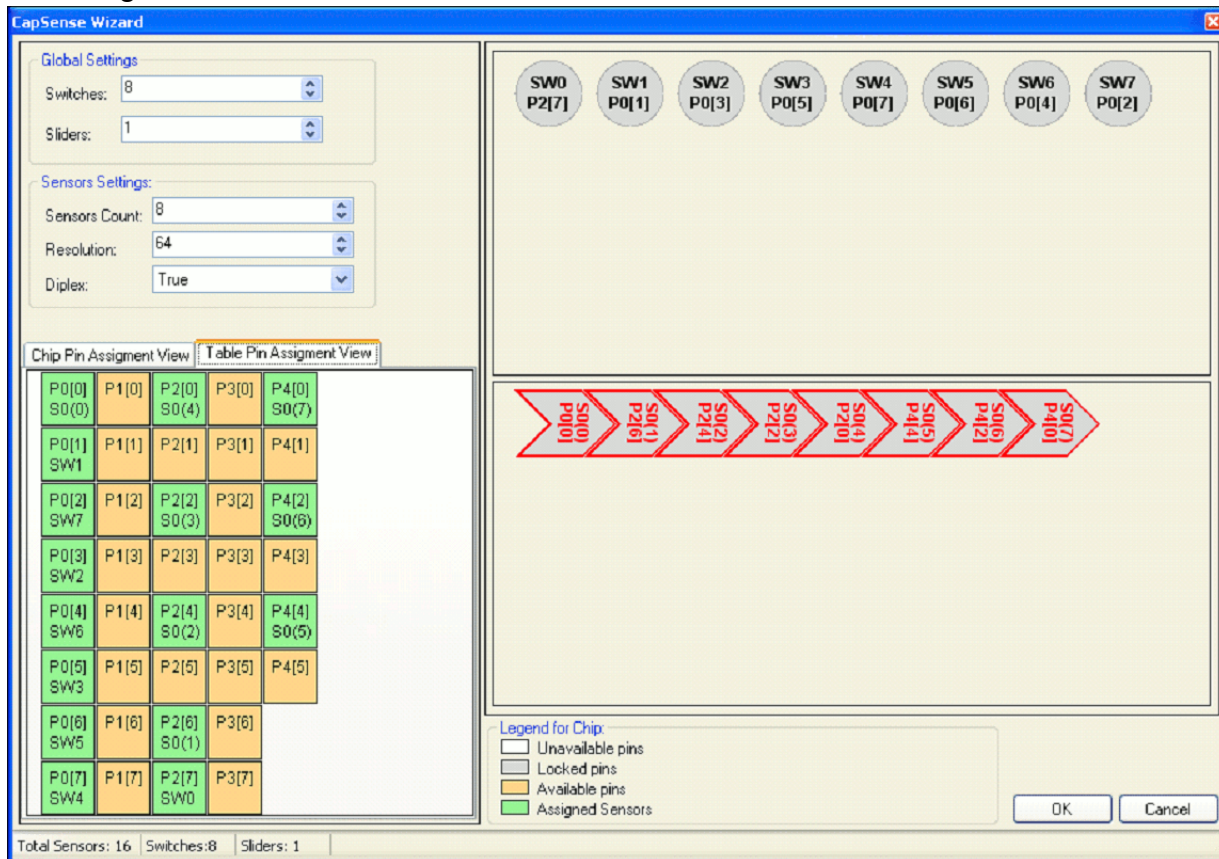 CapSense Wizard
Global Settings
Switches: 8
Sliders: 1
Sensors Settings:
Sensors Count: 8
Resolution: 64
Diplex: True
Chip Pin Assigment View Table Pin Assigment View
P0[0] P1[0] P2[0] P3[0] P4[0]
S0(0) S0(4) S0(7)
P0[1] P1[1] P2[1] P3[1] P4[1]
SW1
P0[2] P1[2] P2[2] P3[2] P4[2]
SW7 S0(3) S0(6)
P0[3] P1[3] P2[3] P3[3] P4[3]
SW2
P0[4] P1[4] P2[4] P3[4] P4[4]
SW6 S0(2) S0(5)
P0[5] P1[5] P2[5] P3[5] P4[5]
SW3
P0[6] P1[6] P2[6] P3[6]
SW5 S0(1)
P0[7] P1[7] P2[7] P3[7]
SW4 SW0
SW0 SW1 SW2 SW3 SW4 SW5 SW6 SW7
P2[7] P0[1] P0[3] P0[5] P0[7] P0[6] P0[4] P0[2]
S0(0) S0(1) S0(2) S0(3) S0(4) S0(5) S0(6) S0(7)
P0[0] P2[6] P2[4] P2[2] P2[0] P4[4] P4[2] P4[0]
Legend for Chip:
Unavailable pins
Locked pins
Available pins
Assigned Sensors
OK Cancel
Total Sensors: 16 Switches:8 Sliders: 1